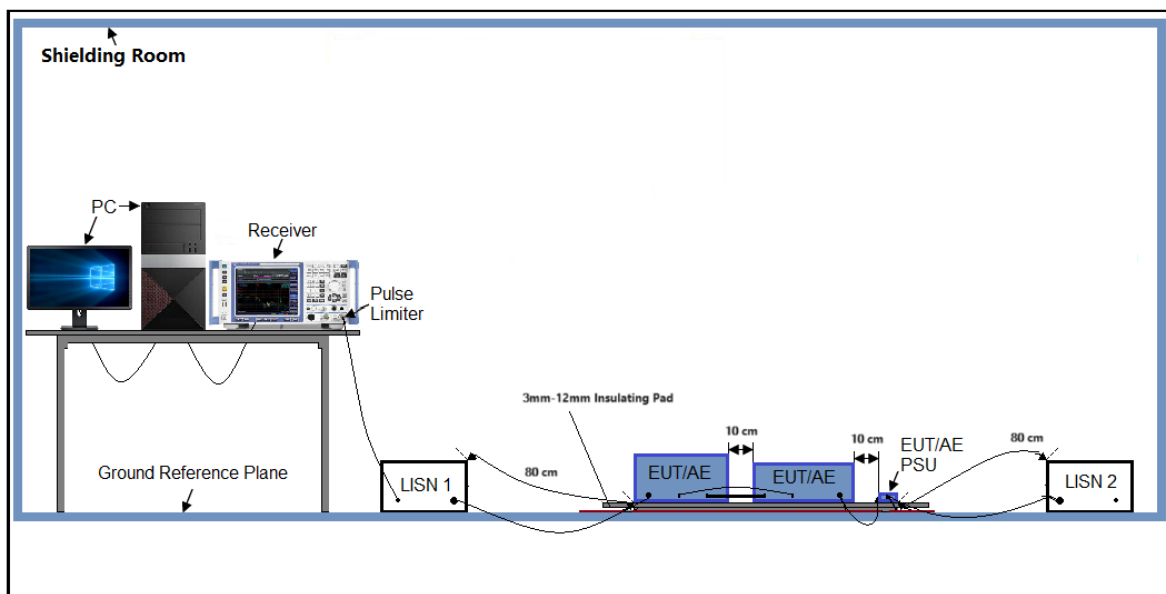 Shielding Room
PC
Receiver
Pulse
Limiter
3mm-12mm Insulating Pad
10 cm
10 cm
80 cm
EUT/AE
PSU
Ground Reference Plane
80 cm
EUT/AE
EUT/AE
LISN 1
LISN 2